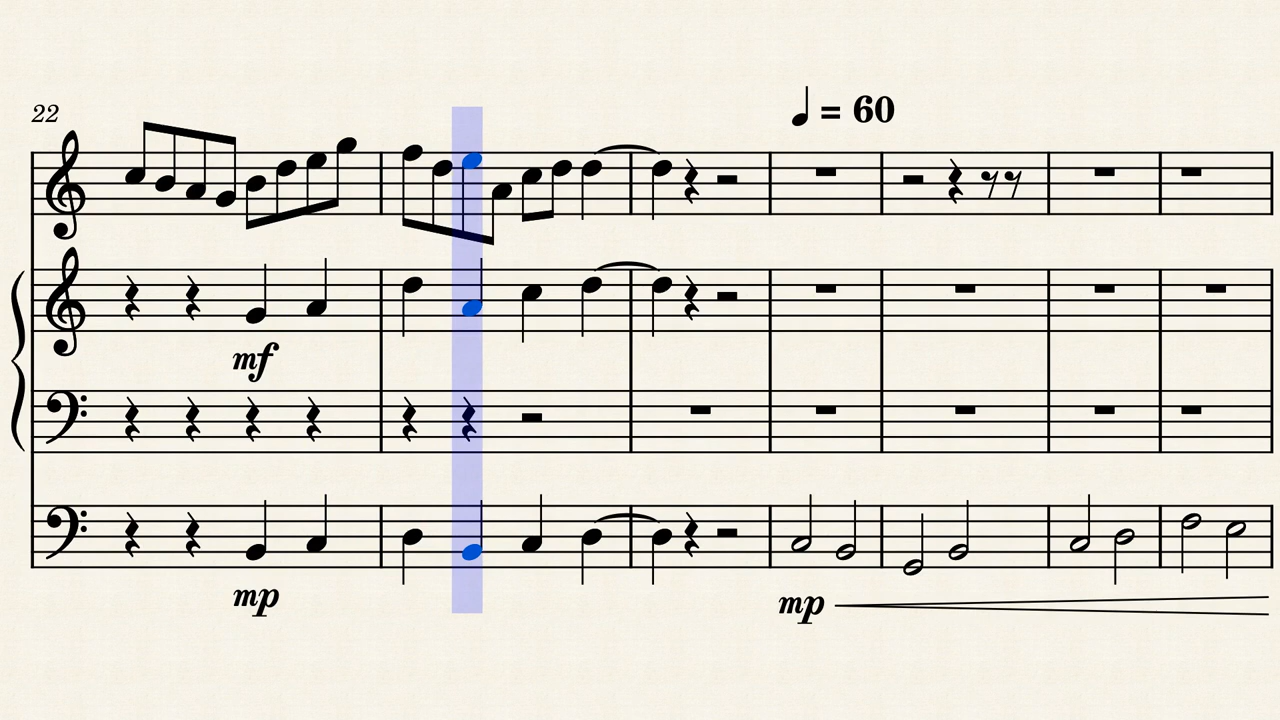 ♩ = 60
22
mf
mp
mp